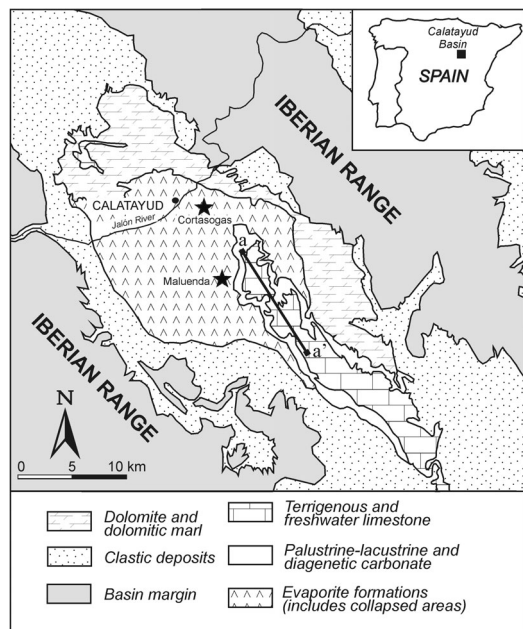 Calatayud
Basin
SPAIN
IBERIAN RANGE
CALATAYUD
Jalón River
Cortasogas
a
Maluenda
a´
IBERIAN RANGE
N
0 5 10 km
Dolomite and
dolomitic marl
Clastic deposits
Basin margin
Terrigenous and
freshwater limestone
Palustrine-lacustrine and
diagenetic carbonate
Evaporite formations
(includes collapsed areas)